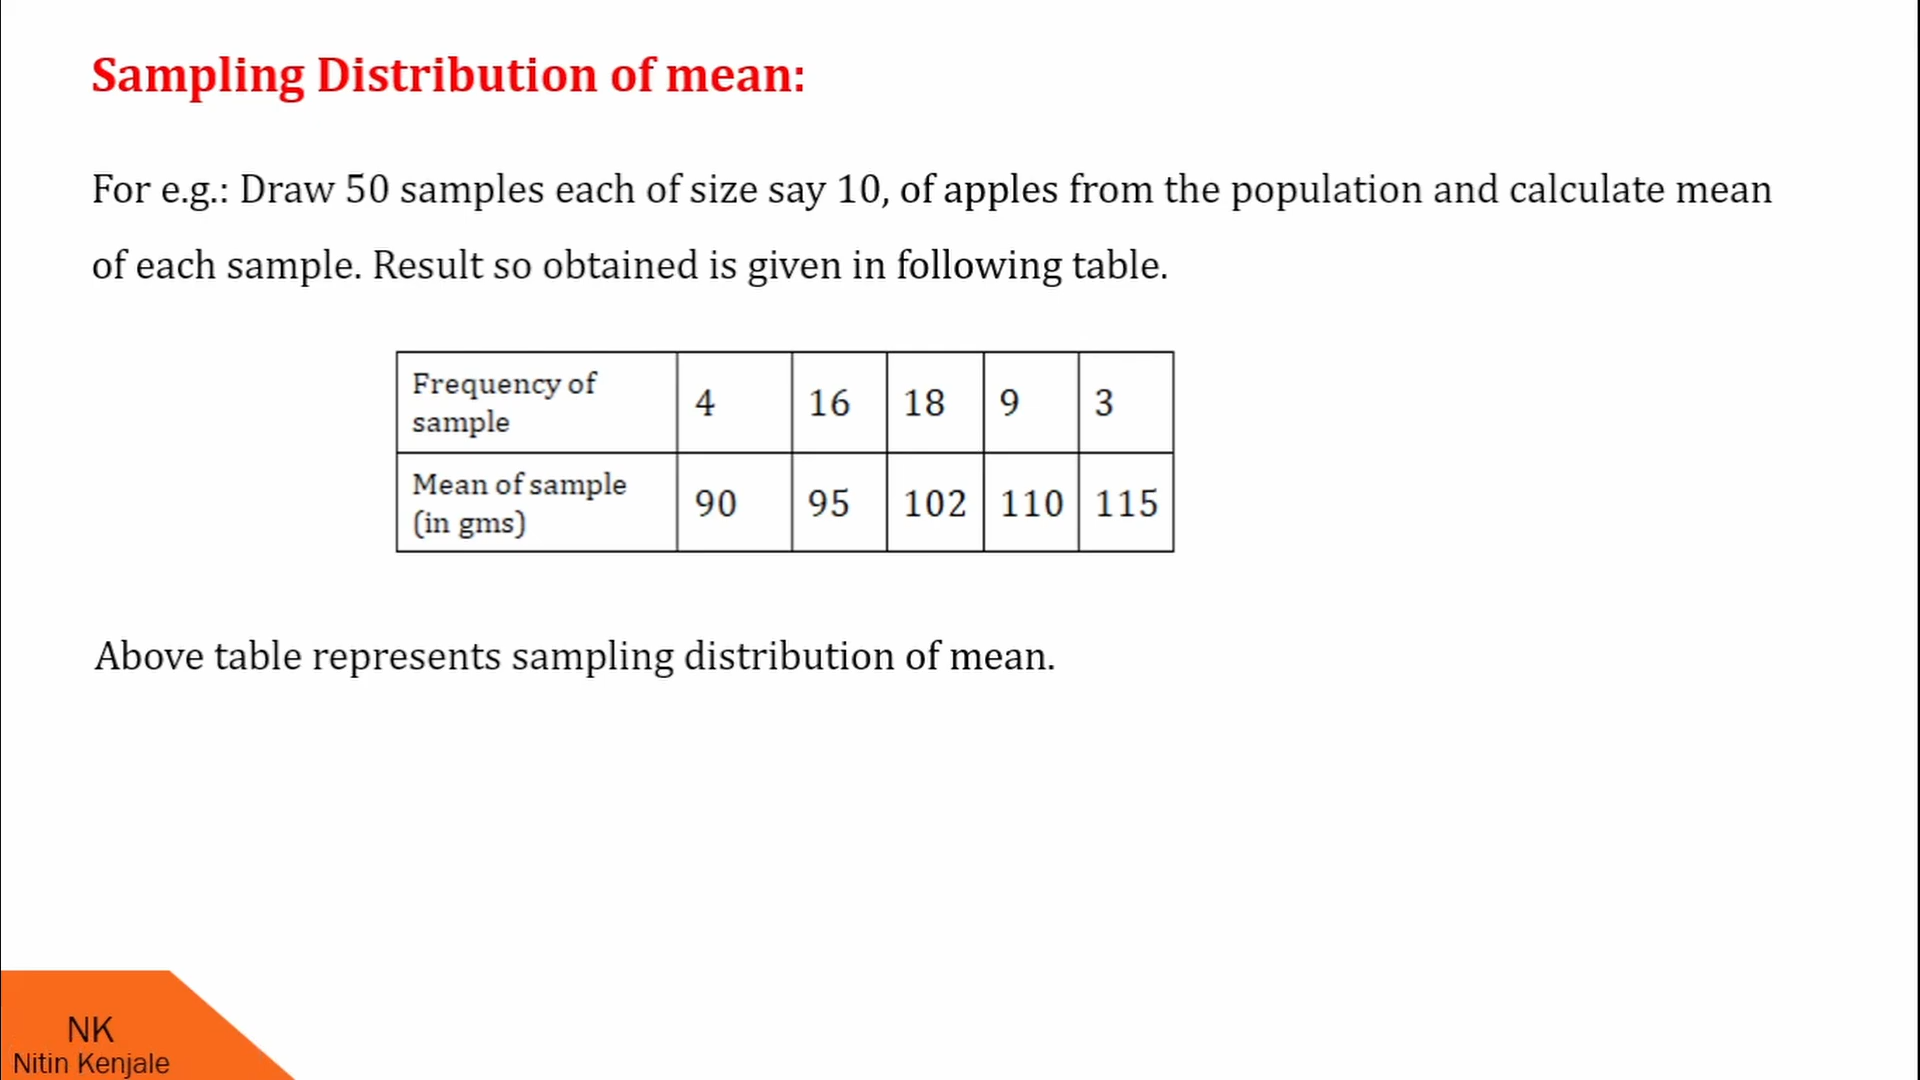 Sampling Distribution of mean:
For e.g.: Draw 50 samples each of size say 10, of apples from the population and calculate mean
of each sample. Result so obtained is given in following table.
Frequency of
sample
4 16 18 9 3
Mean of sample
(in gms)
90 95 102 110 115
Above table represents sampling distribution of mean.
NK
Nitin Kenjale